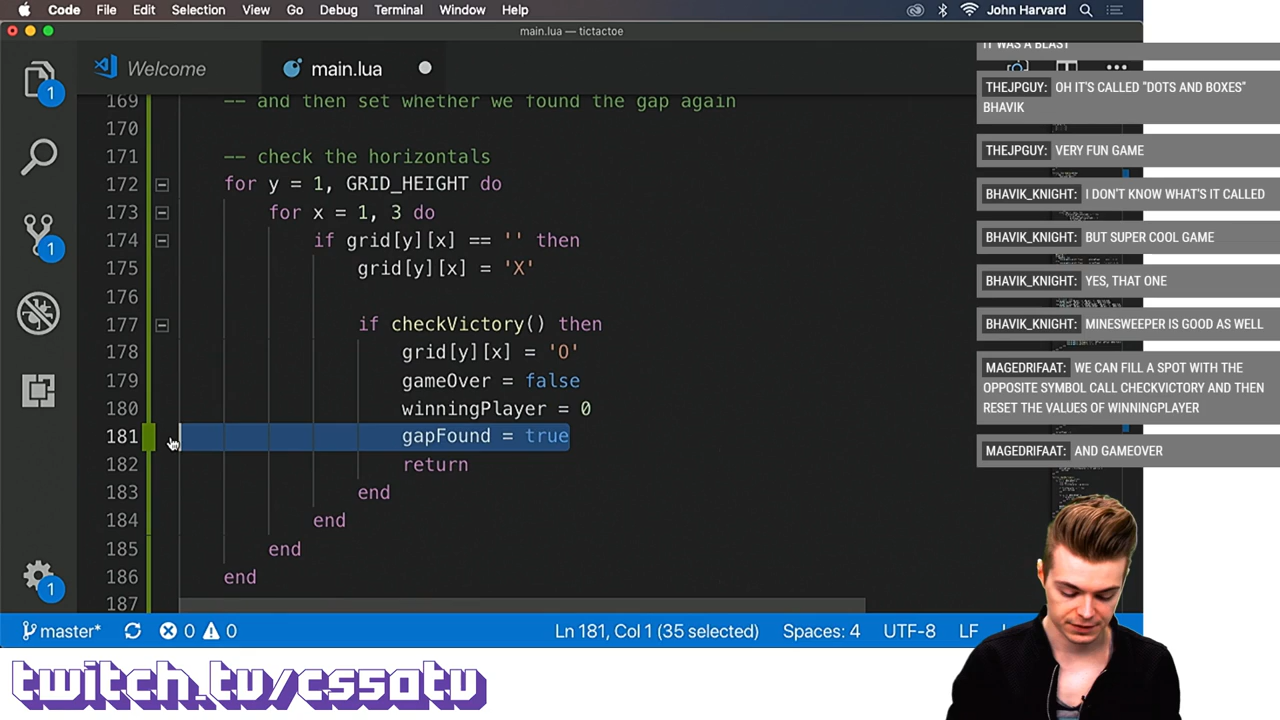 Code File Edit Selection View Go Debug Terminal Window Help John Harvard
main.lua — tictactoe
Welcome main.lua
169 -- and then set whether we found the gap again
170
171 -- check the horizontals
172 for y = 1, GRID_HEIGHT do
173 for x = 1, 3 do
174 if grid[y][x] == '' then
175 grid[y][x] = 'X'
176
177 if checkVictory() then
178 grid[y][x] = 'O'
179 gameOver = false
180 winningPlayer = 0
181 gapFound = true
182 return
183 end
184 end
185 end
186 end
187
1
1
1
IT WAS A BLAST
THEJPGUY: OH IT'S CALLED "DOTS AND BOXES"
BHAVIK
THEJPGUY: VERY FUN GAME
BHAVIK_KNIGHT: I DON'T KNOW WHAT'S IT CALLED
BHAVIK_KNIGHT: BUT SUPER COOL GAME
BHAVIK_KNIGHT: YES, THAT ONE
BHAVIK_KNIGHT: MINESWEEPER IS GOOD AS WELL
MAGEDRIFAAT: WE CAN FILL A SPOT WITH THE
OPPOSITE SYMBOL CALL CHECKVICTORY AND THEN
RESET THE VALUES OF WINNINGPLAYER
MAGEDRIFAAT: AND GAMEOVER
master* 0 0 Ln 181, Col 1 (35 selected) Spaces: 4 UTF-8 LF
twitch.tv/cs50tv